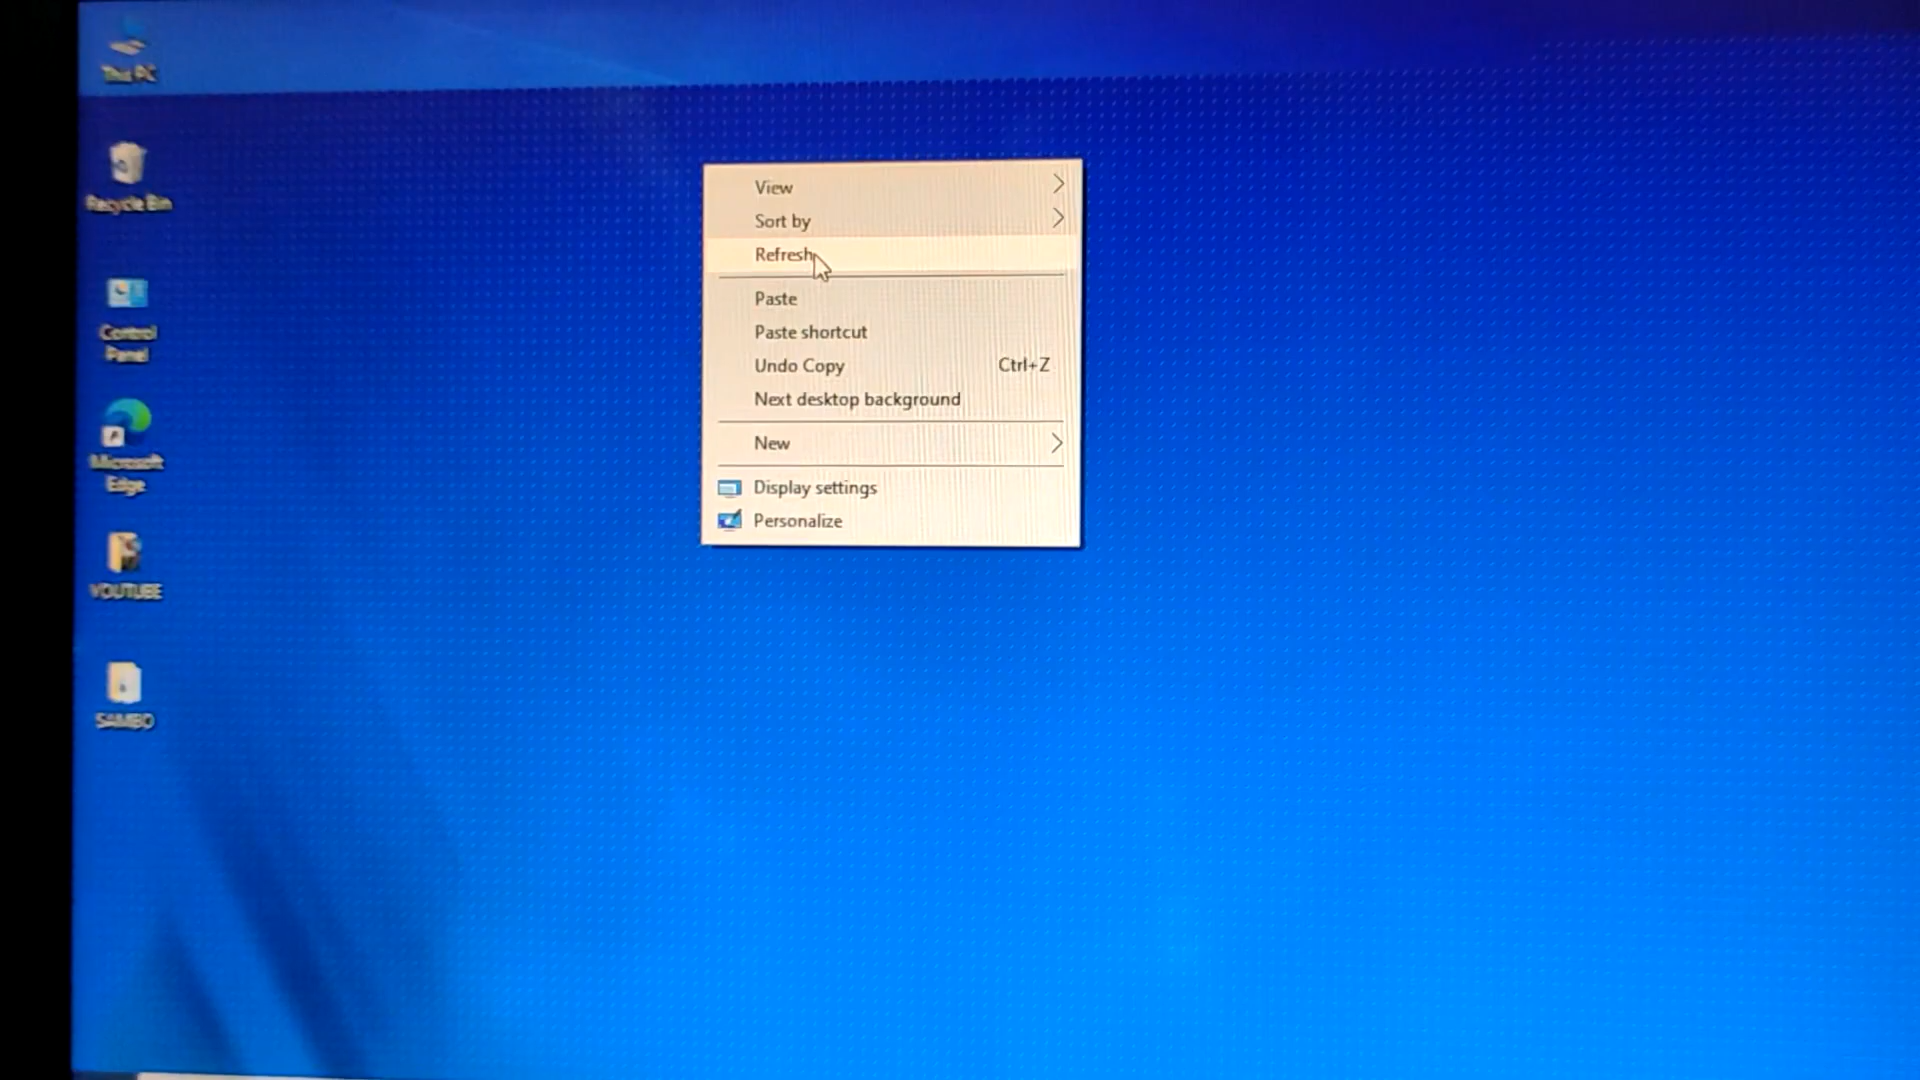 This PC
Recycle Bin
Control
Panel
Microsoft
Edge
YOUTUBE
SAMBO
View
Sort by
Refresh
Paste
Paste shortcut
Undo Copy Ctrl+Z
Next desktop background
New
Display settings
Personalize